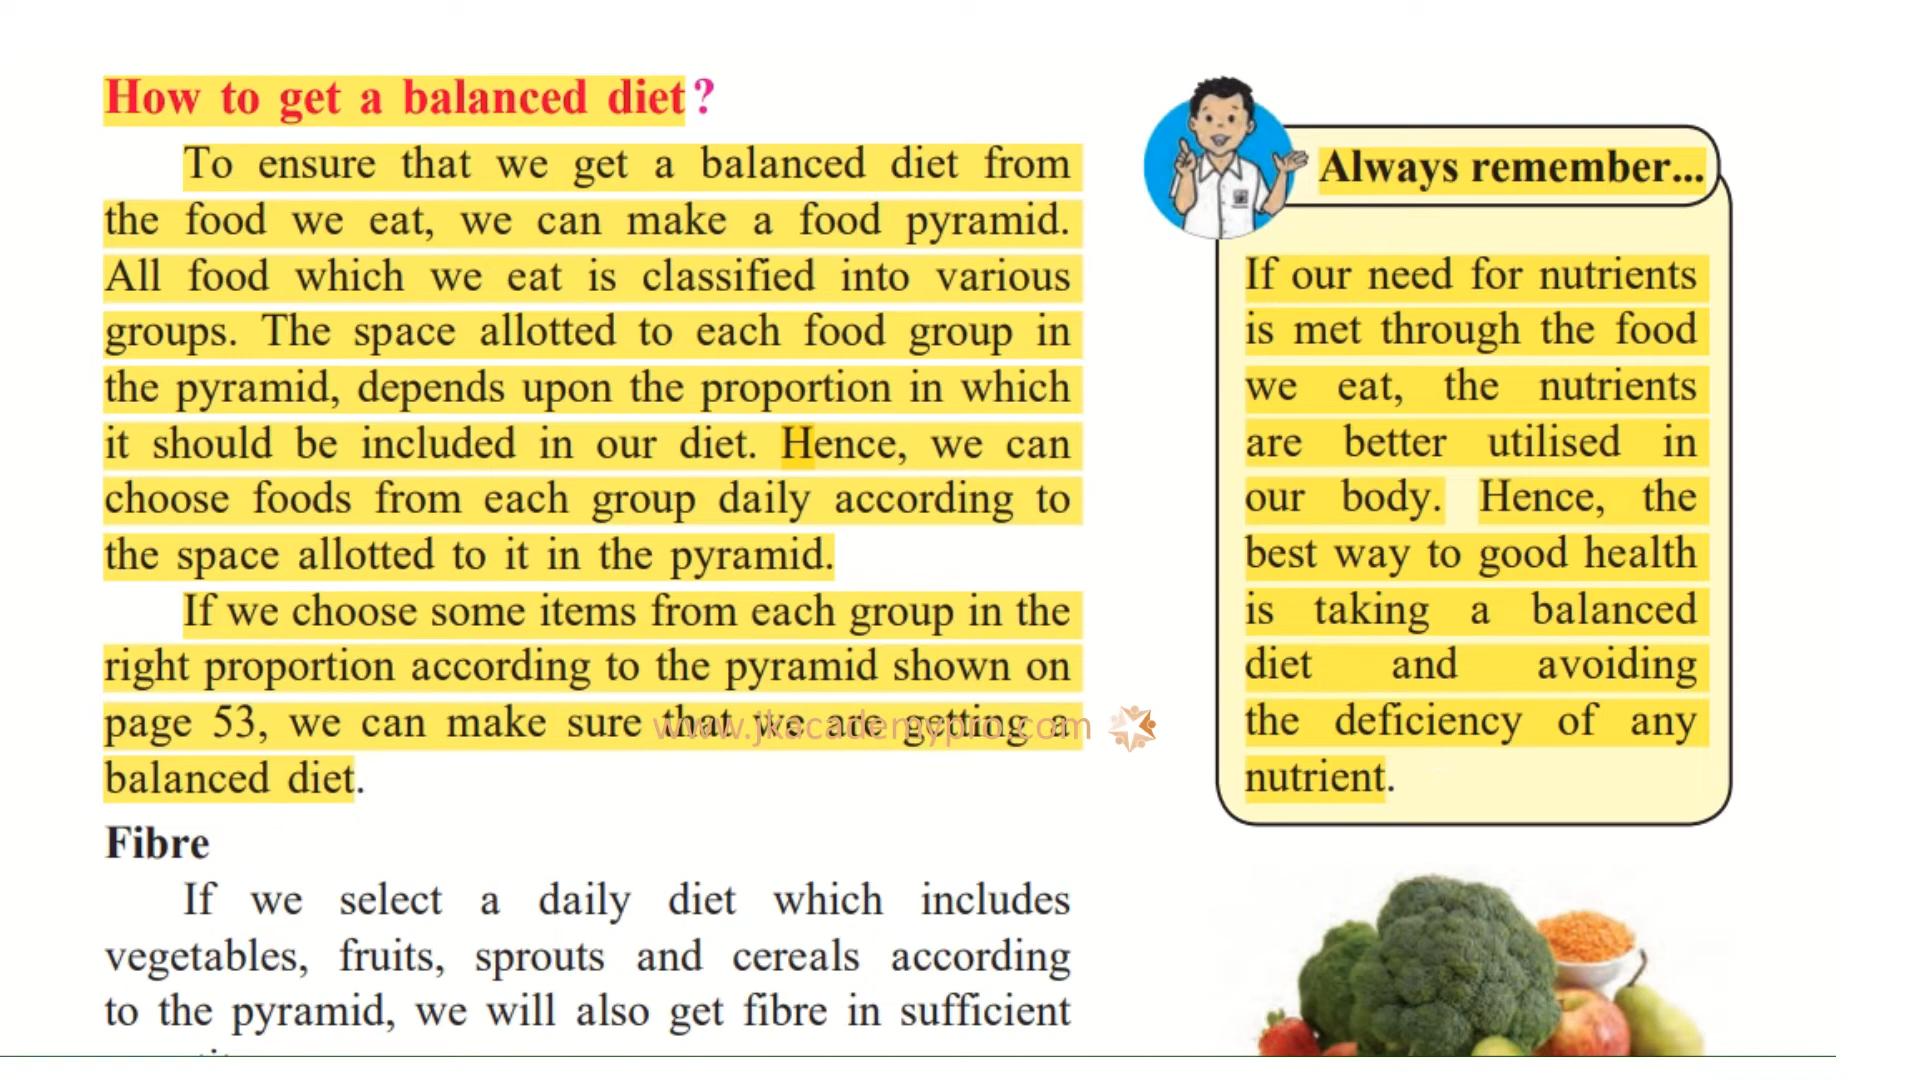 How to get a balanced diet ?
To ensure that we get a balanced diet from
the food we eat, we can make a food pyramid.
All food which we eat is classified into various
groups. The space allotted to each food group in
the pyramid, depends upon the proportion in which
it should be included in our diet. Hence, we can
choose foods from each group daily according to
the space allotted to it in the pyramid.
If we choose some items from each group in the
right proportion according to the pyramid shown on
page 53, we can make sure that we are getting a
balanced diet.
www.jkacademypro.com
Fibre
If we select a daily diet which includes
vegetables, fruits, sprouts and cereals according
to the pyramid, we will also get fibre in sufficient
Always remember...
If our need for nutrients
is met through the food
we eat, the nutrients
are better utilised in
our body. Hence, the
best way to good health
is taking a balanced
diet and avoiding
the deficiency of any
nutrient.